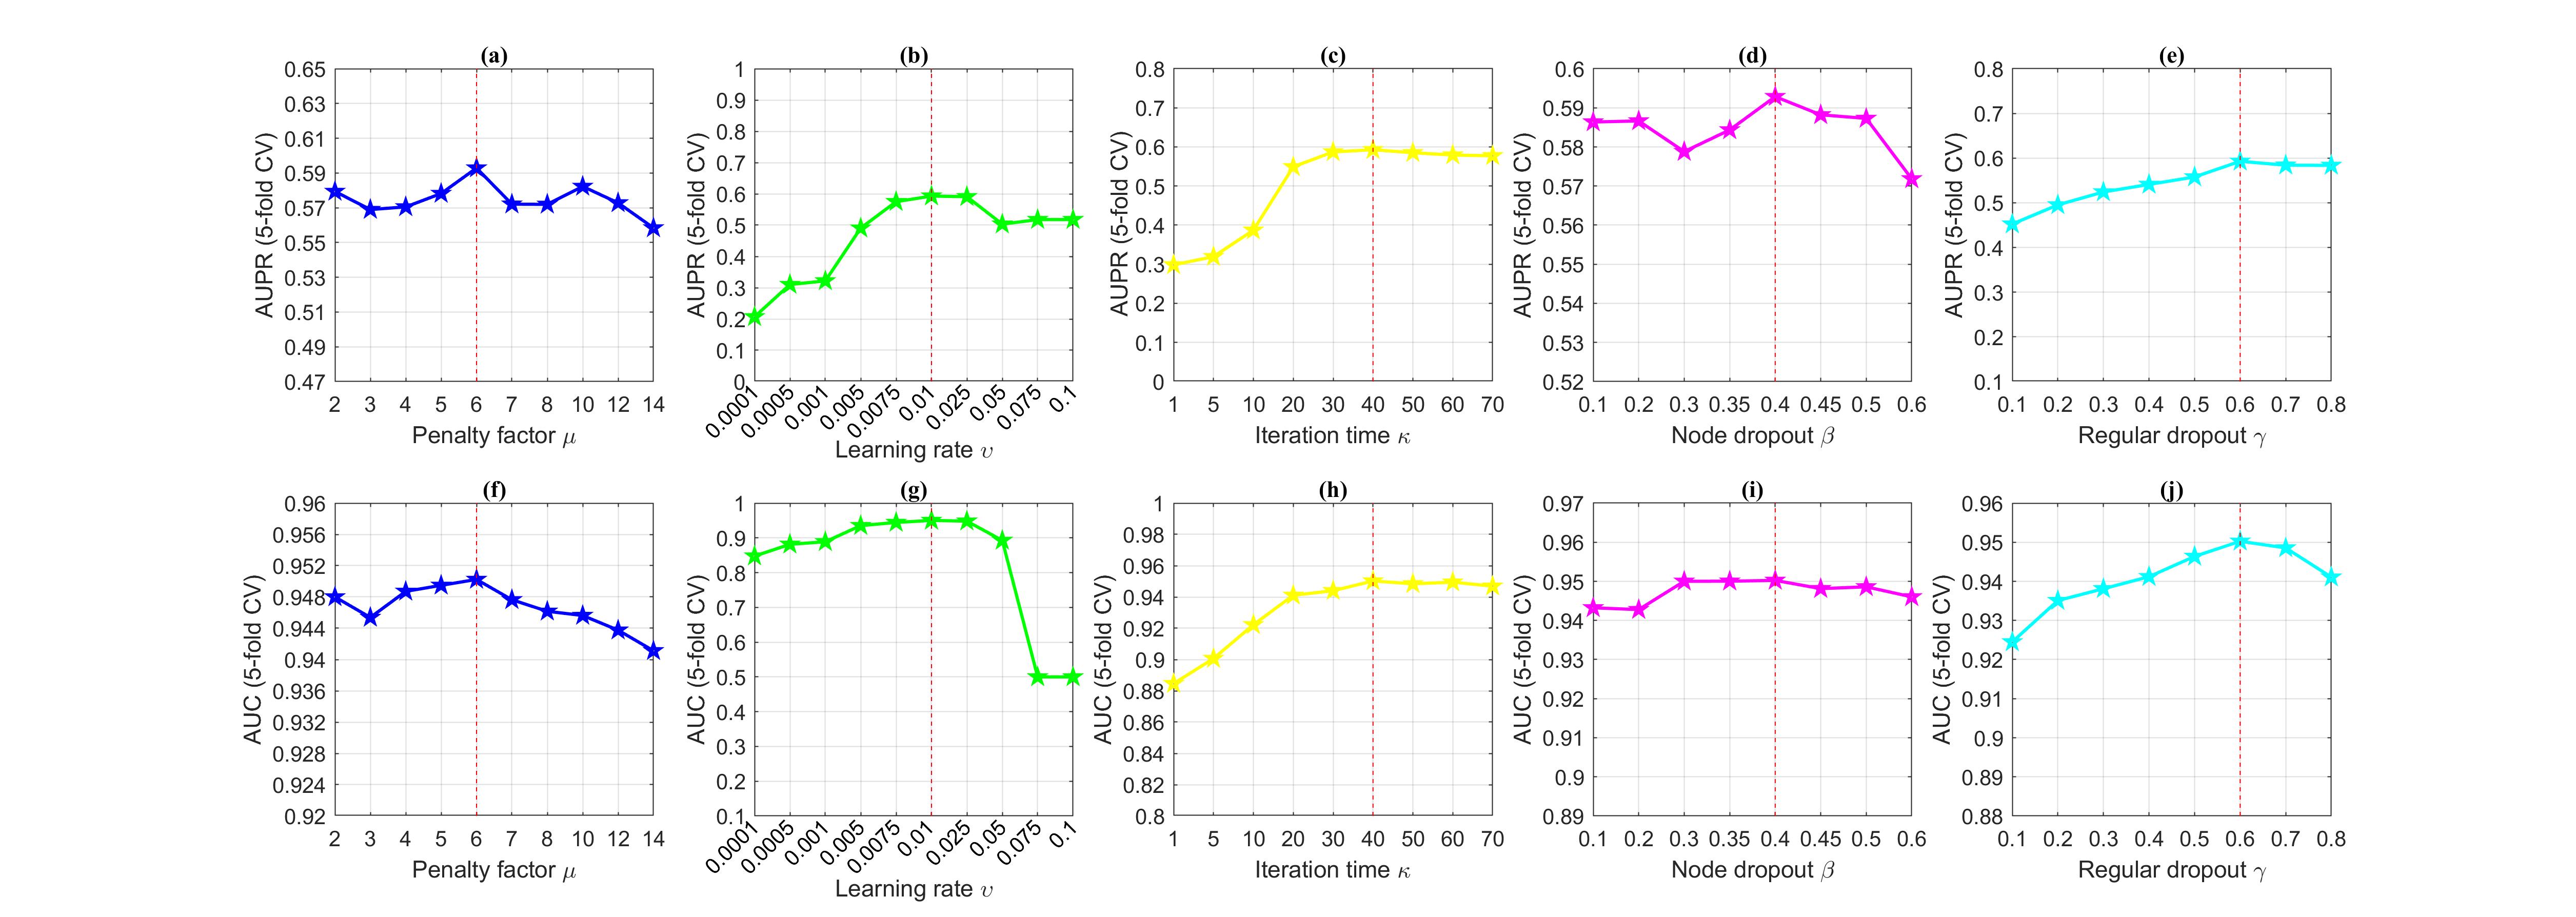 (a)
0.65
0.63
0.61
0.59
0.57
0.55
0.53
0.51
0.49
0.47
AUPR (5-fold CV)
2 3 4 5 6 7 8 10 12 14
Penalty factor μ
(b)
1
0.9
0.8
0.7
0.6
0.5
0.4
0.3
0.2
0.1
0
AUPR (5-fold CV)
0.0001 0.0005 0.001 0.005 0.0075 0.01 0.025 0.05 0.075 0.1
Learning rate υ
(c)
0.8
0.7
0.6
0.5
0.4
0.3
0.2
0.1
0
AUPR (5-fold CV)
1 5 10 20 30 40 50 60 70
Iteration time κ
(d)
0.6
0.59
0.58
0.57
0.56
0.55
0.54
0.53
0.52
AUPR (5-fold CV)
0.1 0.2 0.3 0.35 0.4 0.45 0.5 0.6
Node dropout β
(e)
0.8
0.7
0.6
0.5
0.4
0.3
0.2
0.1
AUPR (5-fold CV)
0.1 0.2 0.3 0.4 0.5 0.6 0.7 0.8
Regular dropout γ
(f)
0.96
0.956
0.952
0.948
0.944
0.94
0.936
0.932
0.928
0.924
0.92
AUC (5-fold CV)
2 3 4 5 6 7 8 10 12 14
Penalty factor μ
(g)
1
0.9
0.8
0.7
0.6
0.5
0.4
0.3
0.2
0.1
AUC (5-fold CV)
0.0001 0.0005 0.001 0.005 0.0075 0.01 0.025 0.05 0.075 0.1
Learning rate υ
(h)
1
0.98
0.96
0.94
0.92
0.9
0.88
0.86
0.84
0.82
0.8
AUC (5-fold CV)
1 5 10 20 30 40 50 60 70
Iteration time κ
(i)
0.97
0.96
0.95
0.94
0.93
0.92
0.91
0.9
0.89
AUC (5-fold CV)
0.1 0.2 0.3 0.35 0.4 0.45 0.5 0.6
Node dropout β
(j)
0.96
0.95
0.94
0.93
0.92
0.91
0.9
0.89
0.88
AUC (5-fold CV)
0.1 0.2 0.3 0.4 0.5 0.6 0.7 0.8
Regular dropout γ